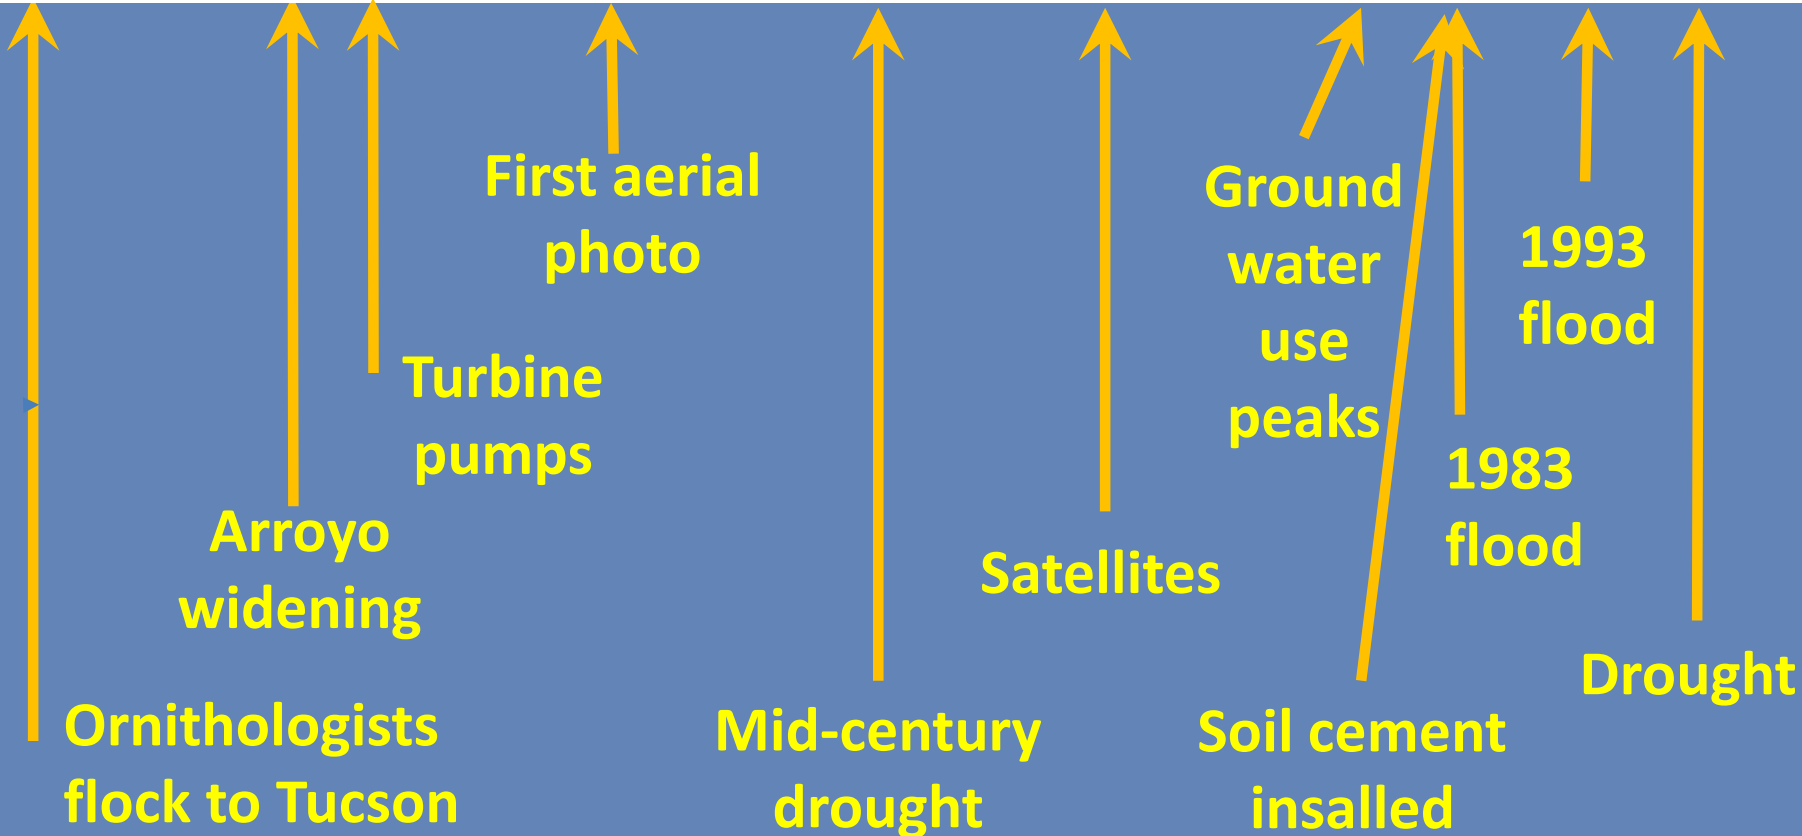 First aerial
photo
Ground
water
use
peaks
1993
flood
Turbine
pumps
1983
flood
Arroyo
widening
Satellites
Drought
Ornithologists
flock to Tucson
Mid-century
drought
Soil cement
insalled